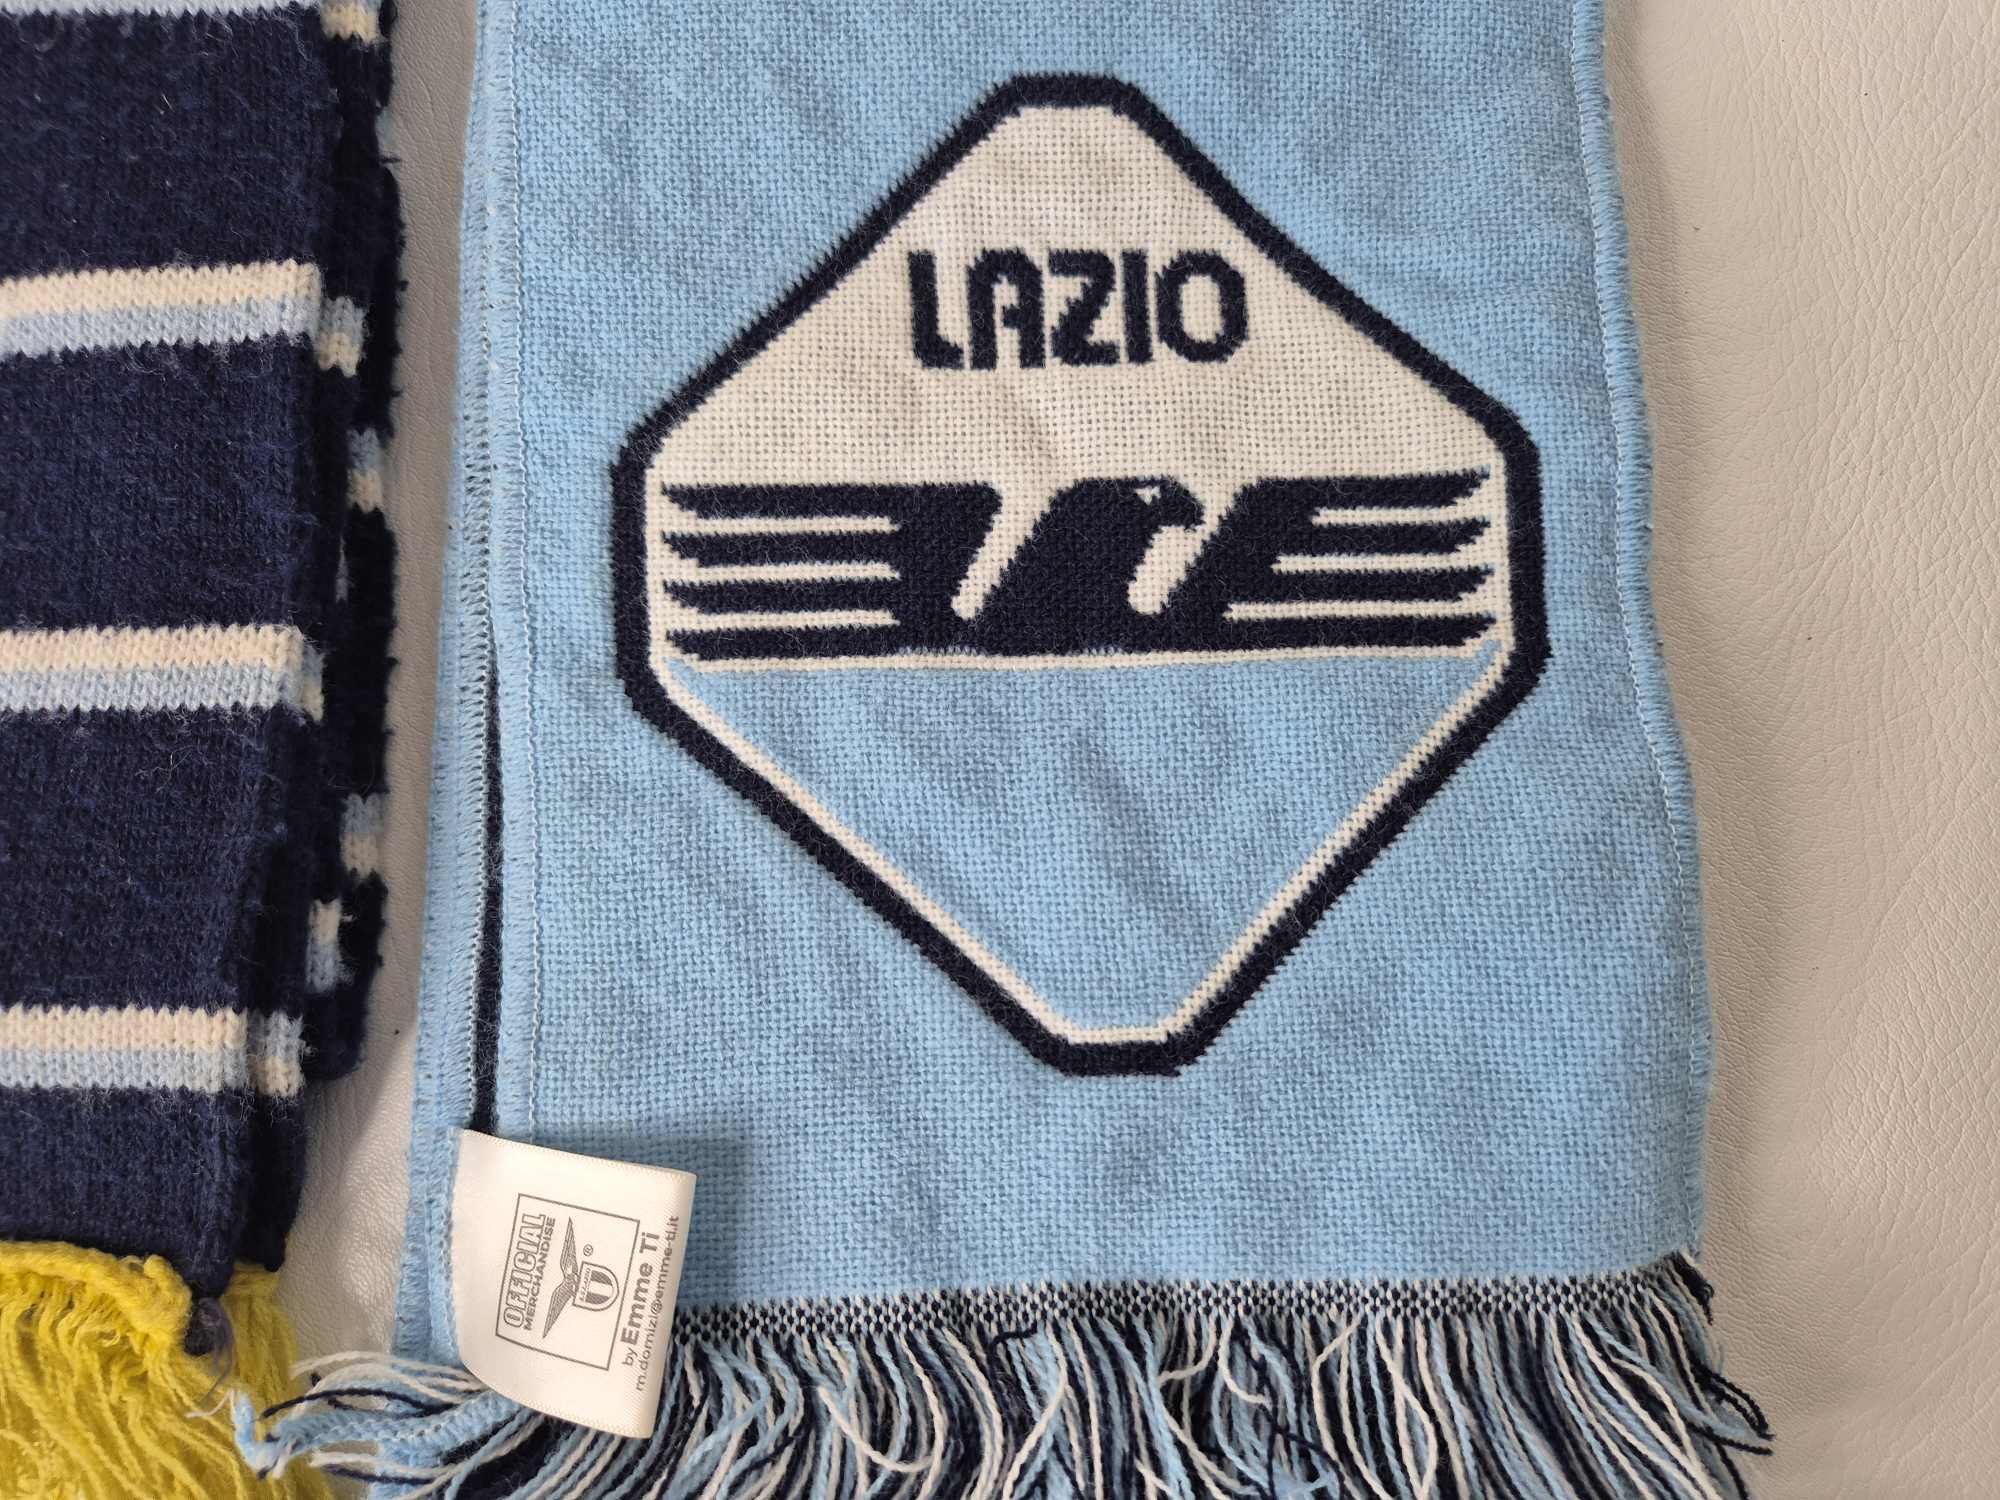 LAZIO
OFFICIAL
MERCHANDISE
®
by Emme Ti
m.domizi@emme-ti.it